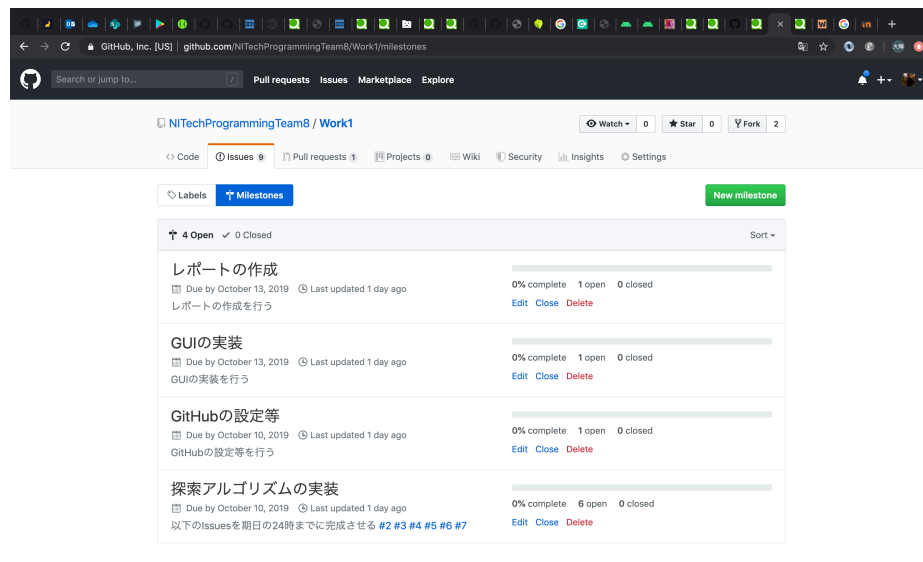 GitHub, Inc. [US] | github.com/NITechProgrammingTeam8/Work1/milestones
Search or jump to... / Pull requests Issues Marketplace Explore
NITechProgrammingTeam8 / Work1 Watch 0 Star 0 Fork 2
Code Issues 9 Pull requests 1 Projects 0 Wiki Security Insights Settings
Labels Milestones New milestone
4 Open 0 Closed Sort
レポートの作成
Due by October 13, 2019 Last updated 1 day ago
レポートの作成を行う
0% complete 1 open 0 closed
Edit Close Delete
GUIの実装
Due by October 13, 2019 Last updated 1 day ago
GUIの実装を行う
0% complete 1 open 0 closed
Edit Close Delete
GitHubの設定等
Due by October 10, 2019 Last updated 1 day ago
GitHubの設定等を行う
0% complete 1 open 0 closed
Edit Close Delete
探索アルゴリズムの実装
Due by October 10, 2019 Last updated 1 day ago
以下のIssuesを期日の24時までに完成させる #2 #3 #4 #5 #6 #7
0% complete 6 open 0 closed
Edit Close Delete